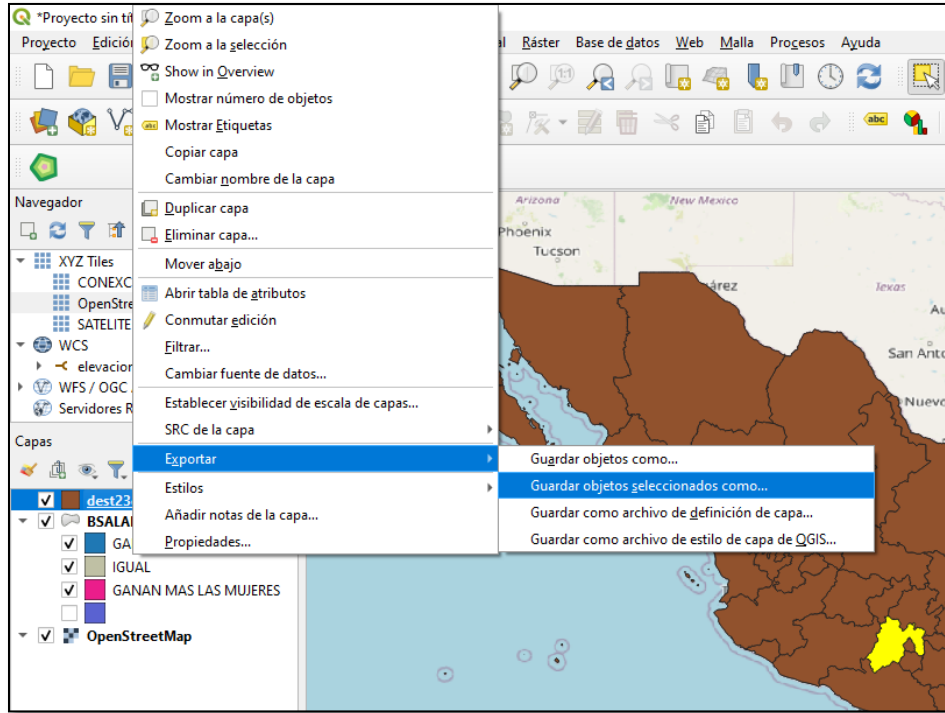 *Proyecto sin tít
Proyecto Edición al Ráster Base de datos Web Malla Procesos Ayuda
Zoom a la capa(s)
Zoom a la selección
Show in Overview
Mostrar número de objetos
Mostrar Etiquetas
Copiar capa
Cambiar nombre de la capa
Duplicar capa
Eliminar capa...
Mover abajo
Abrir tabla de atributos
Conmutar edición
Filtrar...
Cambiar fuente de datos...
Establecer visibilidad de escala de capas...
SRC de la capa
Exportar
Estilos
Añadir notas de la capa...
Propiedades...
Guardar objetos como...
Guardar objetos seleccionados como...
Guardar como archivo de definición de capa...
Guardar como archivo de estilo de capa de QGIS...
1:1
abc
Navegador
XYZ Tiles
CONEXC
OpenStre
SATELITE
WCS
elevacion
WFS / OGC
Servidores R
Capas
dest23
BSALA
GA
IGUAL
GANAN MAS LAS MUJERES
OpenStreetMap
Arizona
New Mexico
Phoenix
Tucson
árez
Texas
Au
San Anto
Nuevo